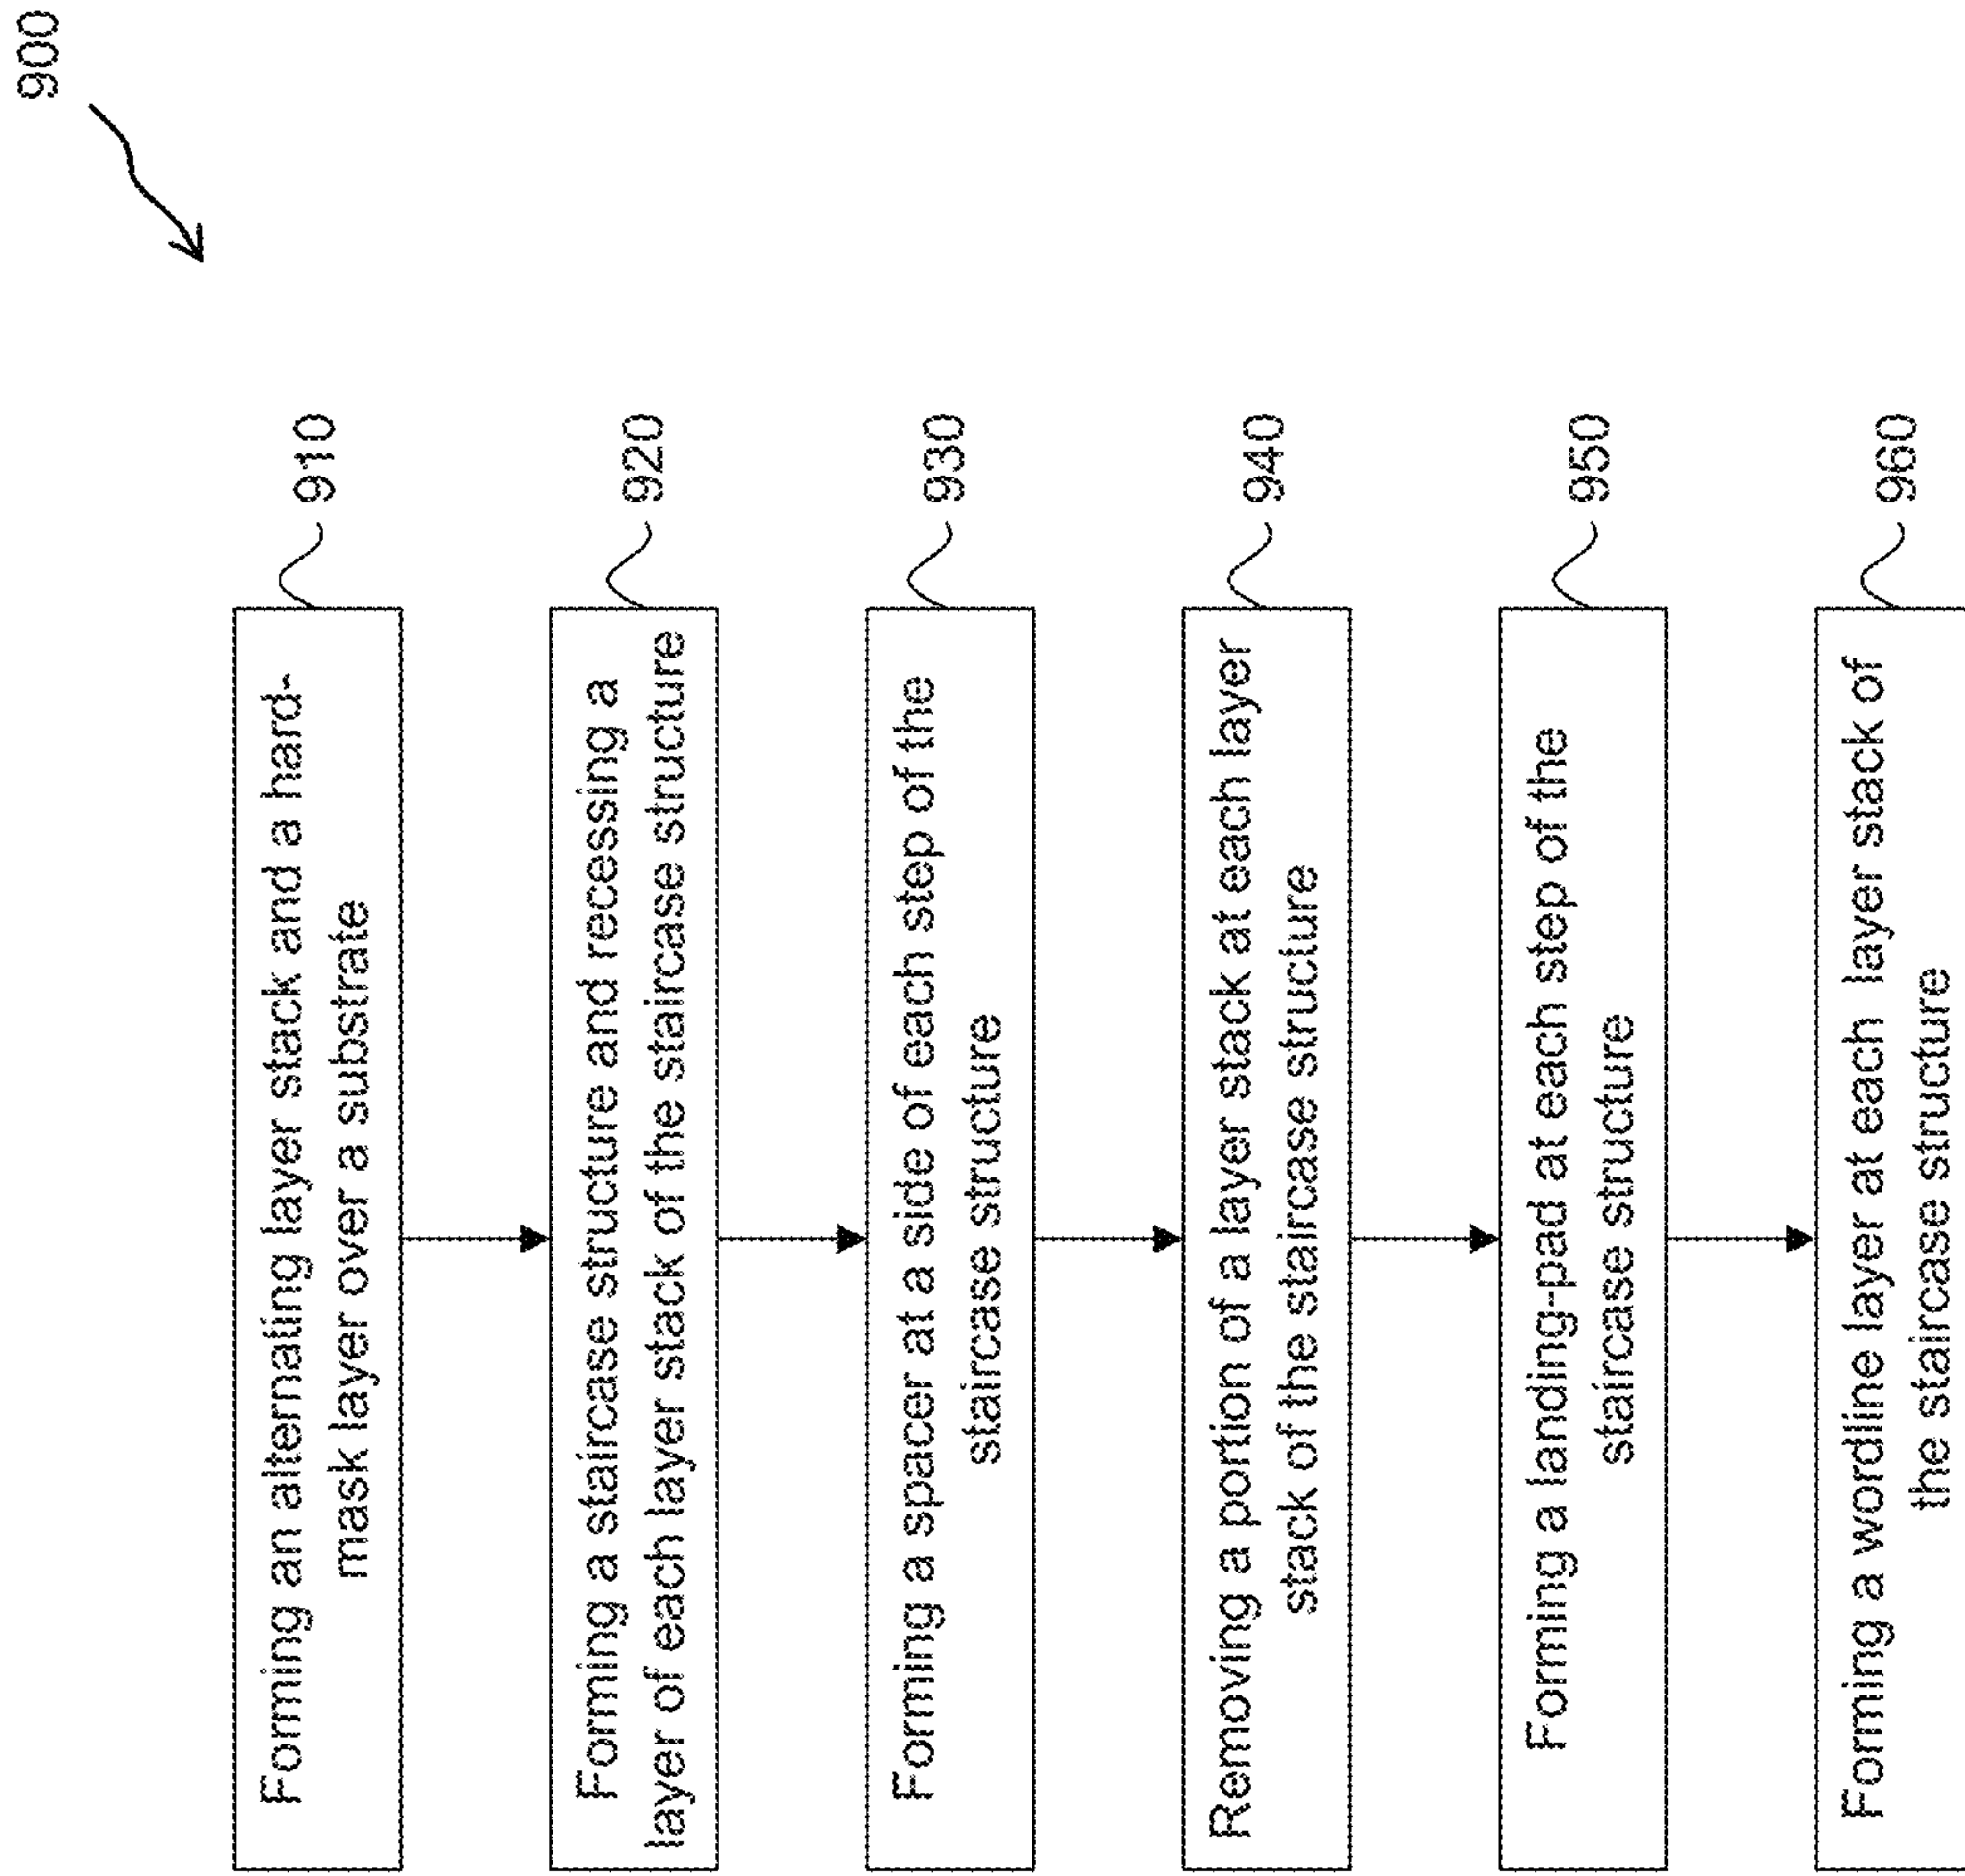 900
Forming an alternating layer stack and a hard-
mask layer over a substrate
910
Forming a staircase structure and recessing a
layer of each layer stack of the staircase structure
920
Forming a spacer at a side of each step of the
staircase structure
930
Removing a portion of a layer stack at each layer
stack of the staircase structure
940
Forming a landing-pad at each step of the
staircase structure
950
Forming a wordline layer at each layer stack of
the staircase structure
960